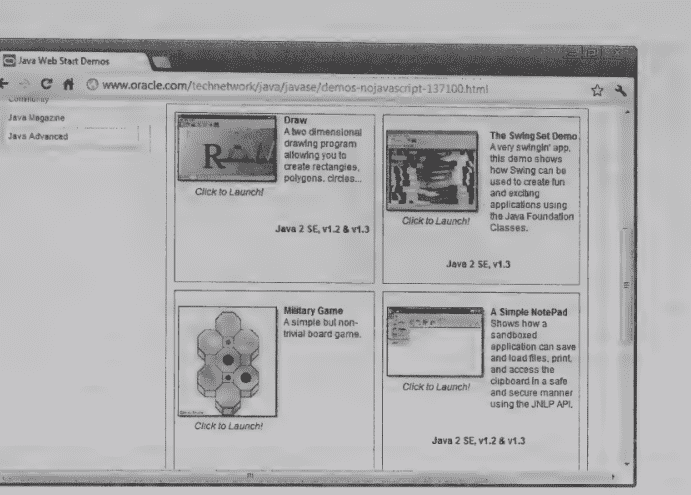 Java Web Start Demos
www.oracle.com/technetwork/java/javase/demos-nojavascript-137100.html
Community
Java Magazine
Java Advanced
Draw
A two dimensional
drawing program
allowing you to
create rectangles,
polygons, circles...
Click to Launch!
Java 2 SE, v1.2 & v1.3
The SwingSet Demo
A very swingin' app,
this demo shows
how Swing can be
used to create fun
and exciting
applications using
the Java Foundation
Classes.
Click to Launch!
Java 2 SE, v1.3
Military Game
A simple but non-
trivial board game.
Click to Launch!
A Simple NotePad
Shows how a
sandboxed
application can save
and load files, print,
and access the
clipboard in a safe
and secure manner
using the JNLP API.
Click to Launch!
Java 2 SE, v1.2 & v1.3